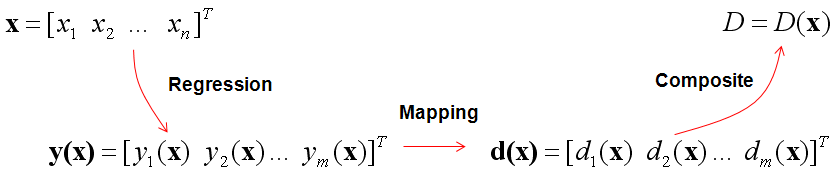 x = [x₁ x₂ ... xₙ]ᵀ
D = D(x)
Regression
Composite
Mapping
y(x) = [y₁(x) y₂(x)... yₘ(x)]ᵀ
d(x) = [d₁(x) d₂(x)... dₘ(x)]ᵀ